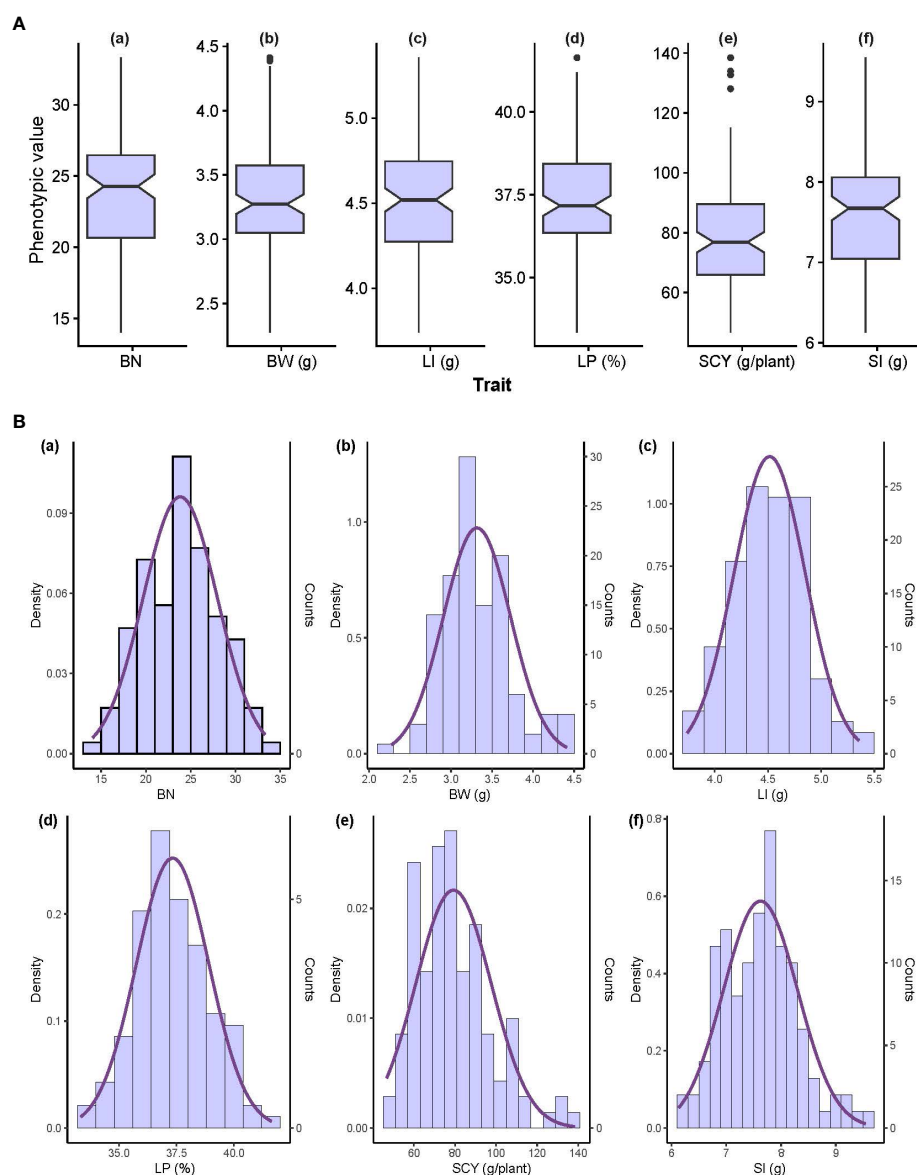 A
(a) (b) (c) (d) (e) (f)
Phenotypic value
30
25
20
15
4.5
4.0
3.5
3.0
2.5
5.0
4.5
4.0
40.0
37.5
35.0
140
120
100
80
60
9
8
7
6
BN BW (g) LI (g) LP (%) SCY (g/plant) SI (g)
Trait
B
(a)
Density
0.09
0.06
0.03
0.00
Counts
0
15 20 25 30 35
BN
(b)
Density
1.0
0.5
0.0
Counts
30
25
20
15
10
5
0
2.0 2.5 3.0 3.5 4.0 4.5
BW (g)
(c)
Density
1.00
0.75
0.50
0.25
0.00
Counts
25
20
15
10
5
0
4.0 4.5 5.0 5.5
LI (g)
(d)
Density
0.2
0.1
0.0
Counts
5
0
35.0 37.5 40.0
LP (%)
(e)
Density
0.02
0.01
0.00
Counts
0
40 60 80 100 120 140
SCY (g/plant)
(f)
Density
0.8
0.6
0.4
0.2
0.0
Counts
15
10
5
0
6 7 8 9
SI (g)